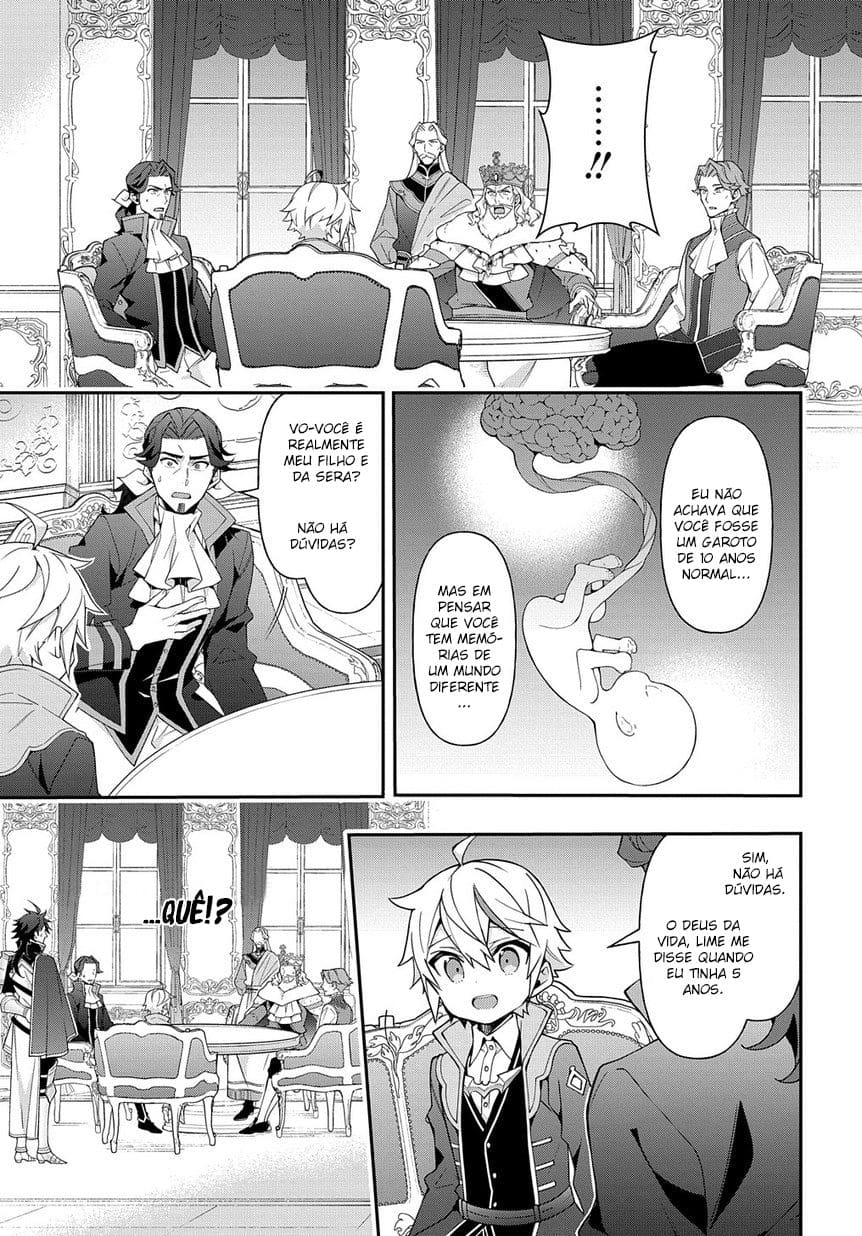 ......!!
EU NÃO
ACHAVA QUE
VOCÊ FOSSE
UM GAROTO
DE 10 ANOS
NORMAL...
MAS EM
PENSAR
QUE VOCÊ
TEM MEMÓ-
RIAS DE
UM MUNDO
DIFERENTE
...
VO-VOCÊ É
REALMENTE
MEU FILHO E
DA SERA?
NÃO HÁ
DÚVIDAS?
SIM,
NÃO HÁ
DÚVIDAS.
O DEUS DA
VIDA, LIME ME
DISSE QUANDO
EU TINHA 5
ANOS.
...QUÊ!?